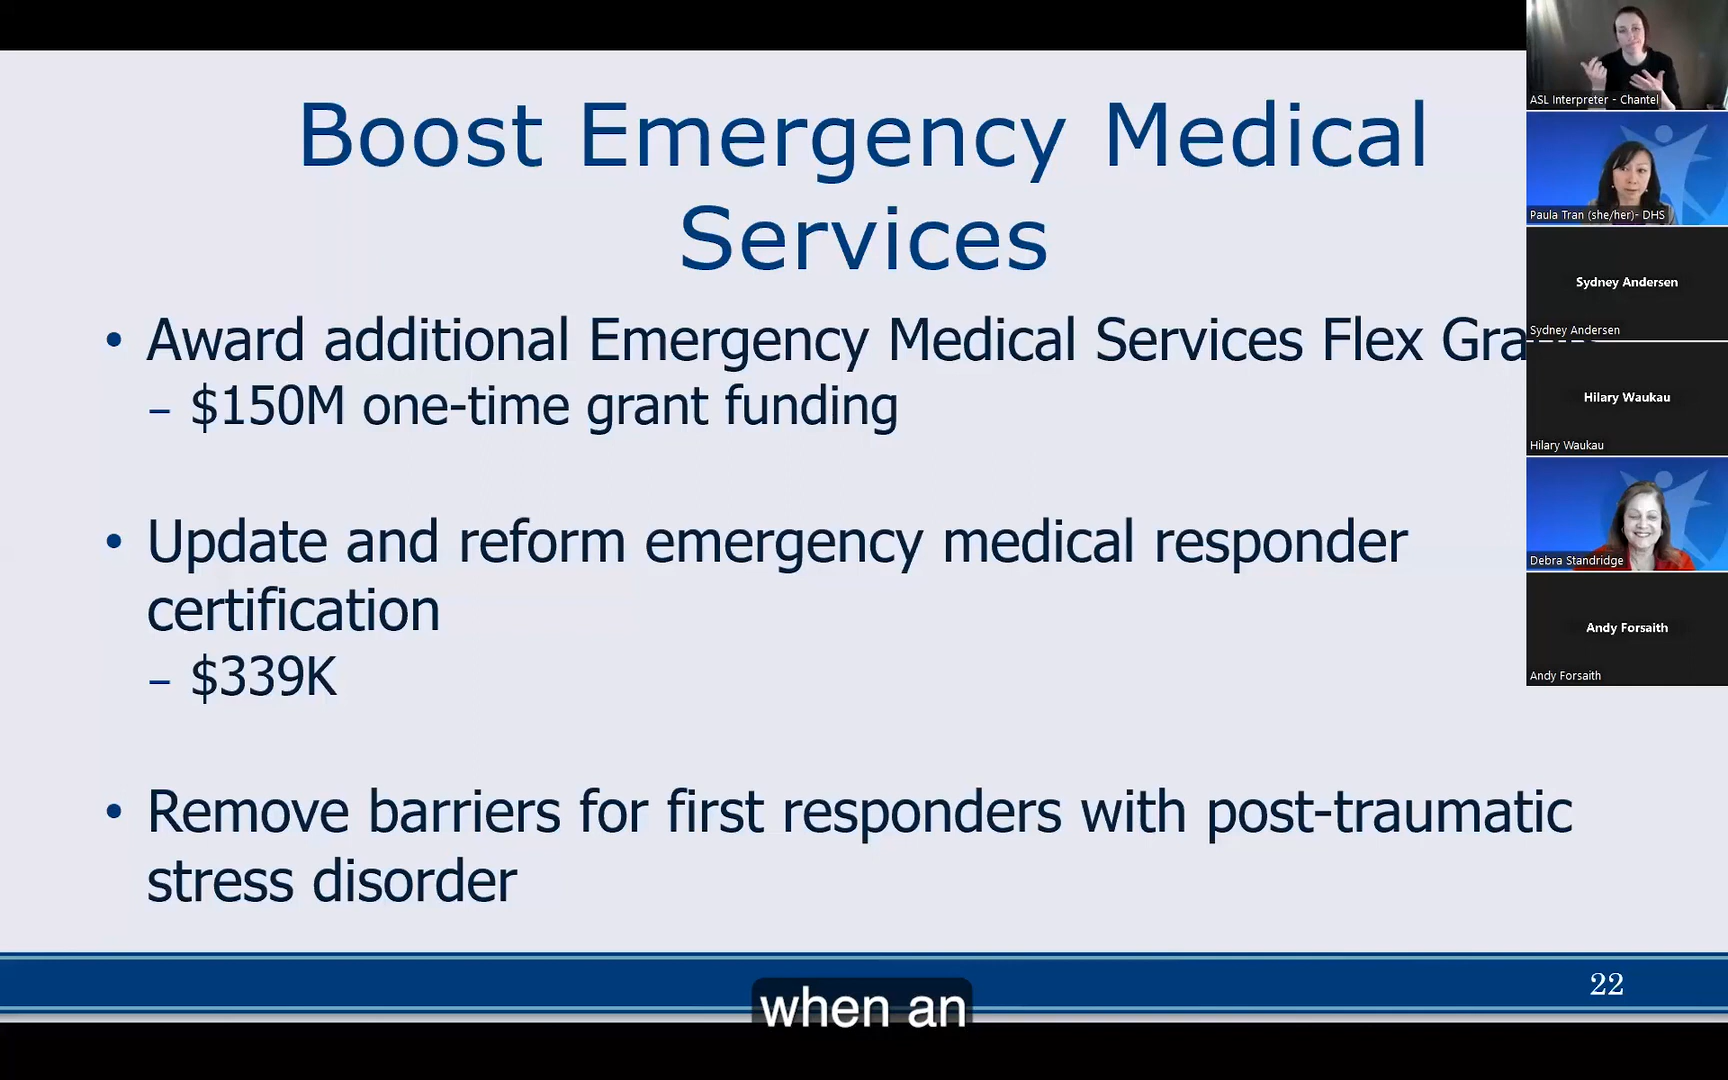 Boost Emergency Medical
Services
• Award additional Emergency Medical Services Flex
– $150M one-time grant funding
• Update and reform emergency medical responder
certification
– $339K
• Remove barriers for first responders with post-traumatic
stress disorder
22
when an
ASL Interpreter - Chantel
Paula Tran (she/her)- DHS
Sydney Andersen
Sydney Andersen
Hilary Waukau
Hilary Waukau
Debra Standridge
Andy Forsaith
Andy Forsaith